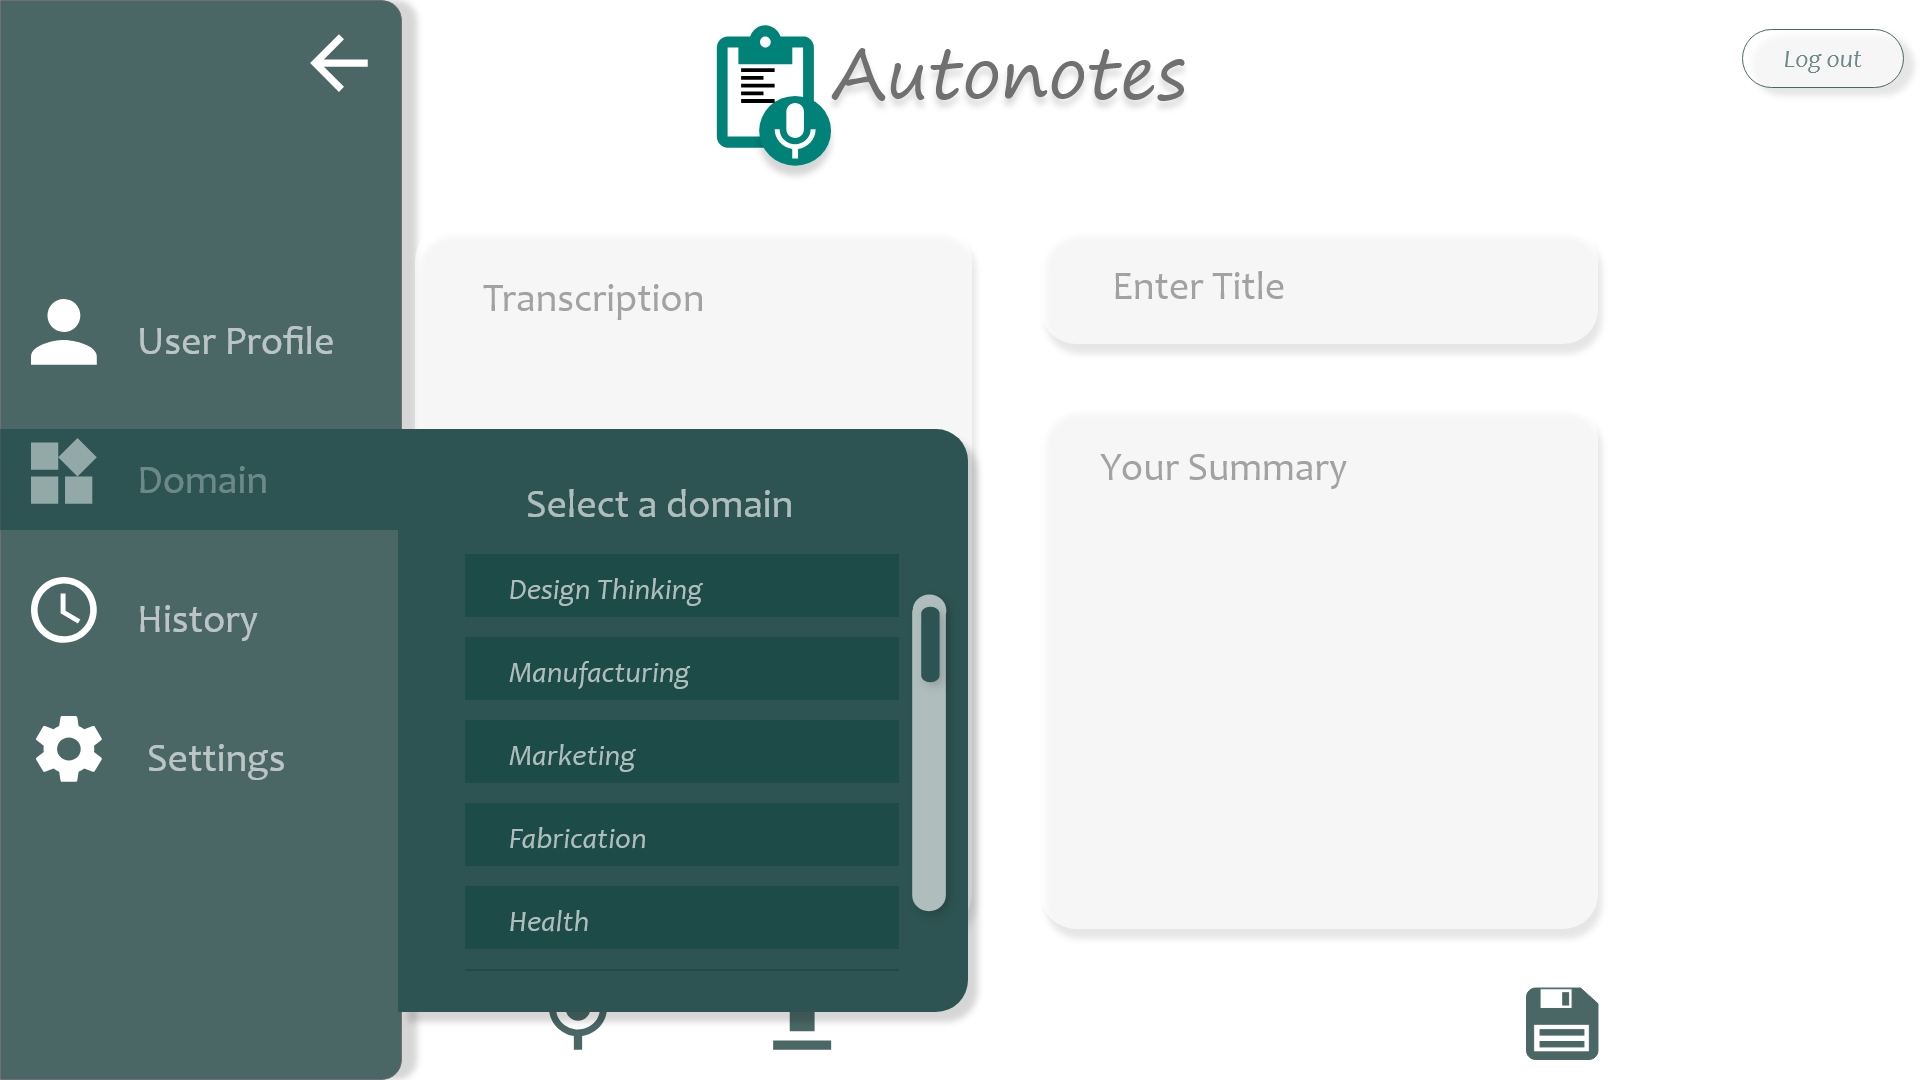 Autonotes
Log out
User Profile
Domain
History
Settings
Transcription
Enter Title
Your Summary
Select a domain
Design Thinking
Manufacturing
Marketing
Fabrication
Health